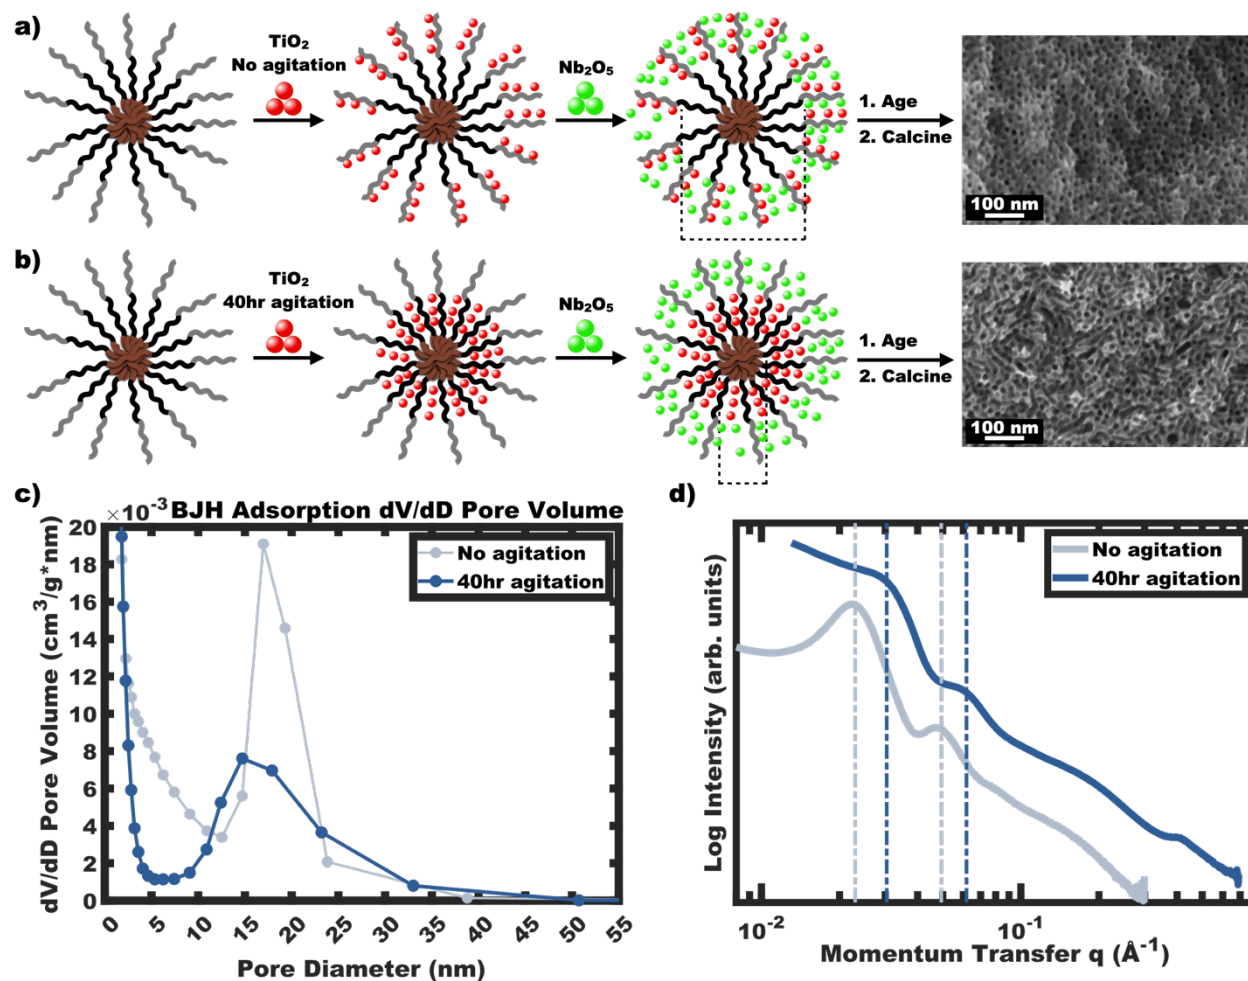 a)
TiO₂
No agitation
Nb₂O₅
1. Age
2. Calcine
100 nm
b)
TiO₂
40hr agitation
Nb₂O₅
1. Age
2. Calcine
100 nm
c)
×10⁻³ BJH Adsorption dV/dD Pore Volume
dV/dD Pore Volume (cm³/g*nm)
20
18
16
14
12
10
8
6
4
2
0
No agitation
40hr agitation
0 5 10 15 20 25 30 35 40 45 50 55
Pore Diameter (nm)
d)
Log Intensity (arb. units)
No agitation
40hr agitation
10⁻² 10⁻¹
Momentum Transfer q (Å⁻¹)